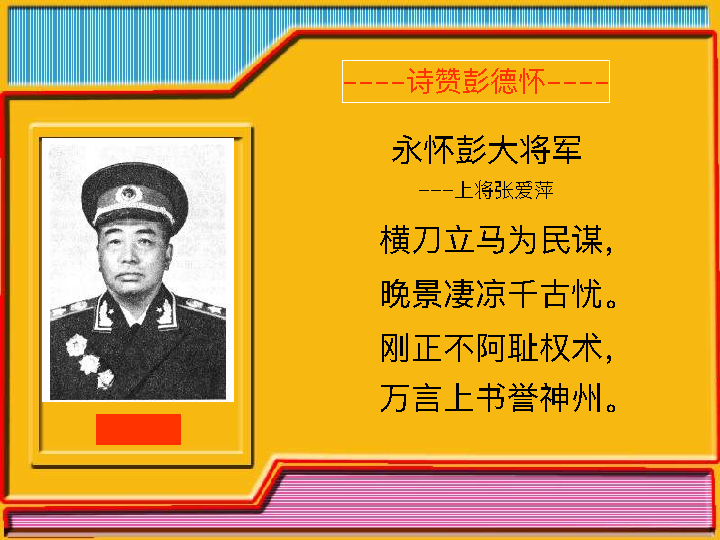 ----诗赞彭德怀----
永怀彭大将军
---上将张爱萍
横刀立马为民谋，
晚景凄凉千古忧。
刚正不阿耻权术，
万言上书誉神州。